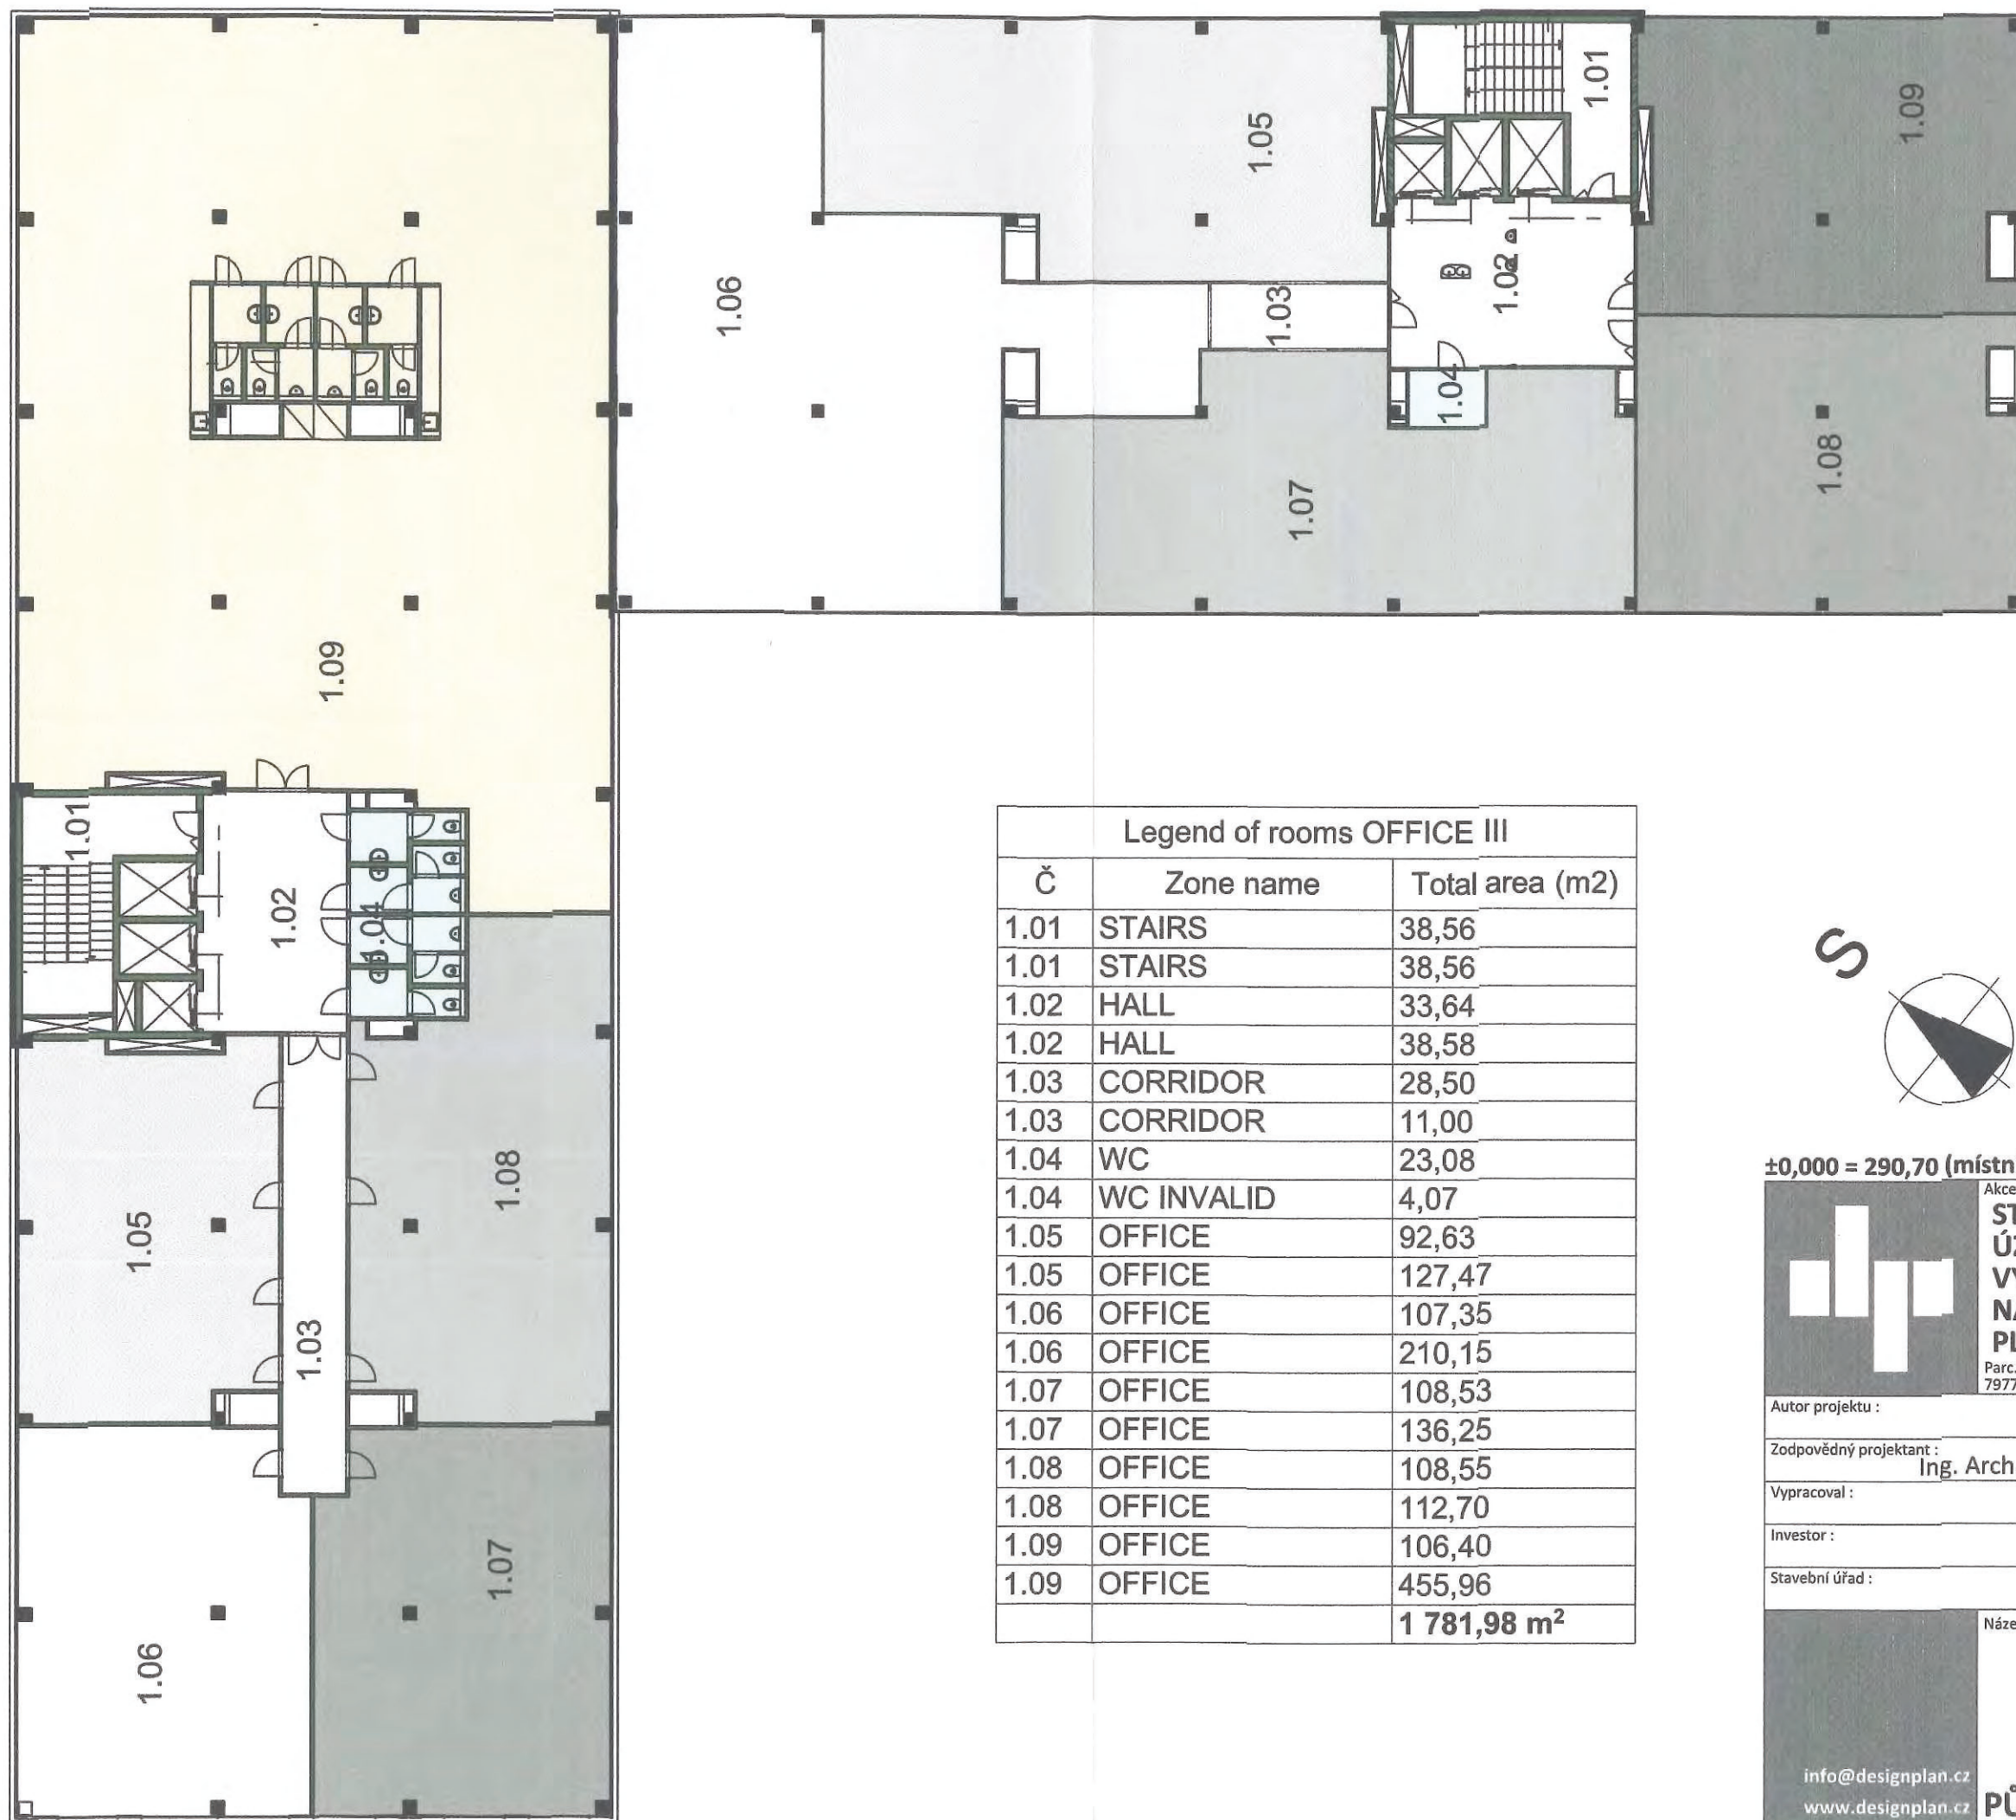 1.01
1.05
1.09
1.06
1.03
1.02
1.04
1.08
1.07
1.09
1.01
1.02
1.04
1.05
1.08
1.03
1.07
1.06
Legend of rooms OFFICE III
Č Zone name Total area (m2)
1.01 STAIRS 38,56
1.01 STAIRS 38,56
1.02 HALL 33,64
1.02 HALL 38,58
1.03 CORRIDOR 28,50
1.03 CORRIDOR 11,00
1.04 WC 23,08
1.04 WC INVALID 4,07
1.05 OFFICE 92,63
1.05 OFFICE 127,47
1.06 OFFICE 107,35
1.06 OFFICE 210,15
1.07 OFFICE 108,53
1.07 OFFICE 136,25
1.08 OFFICE 108,55
1.08 OFFICE 112,70
1.09 OFFICE 106,40
1.09 OFFICE 455,96
1 781,98 m²
S
±0,000 = 290,70 (místn
Akce
Parc.
7977
Autor projektu :
Zodpovědný projektant :
Ing. Arch
Vypracoval :
Investor :
Stavební úřad :
Náze
info@designplan.cz
www.designplan.cz